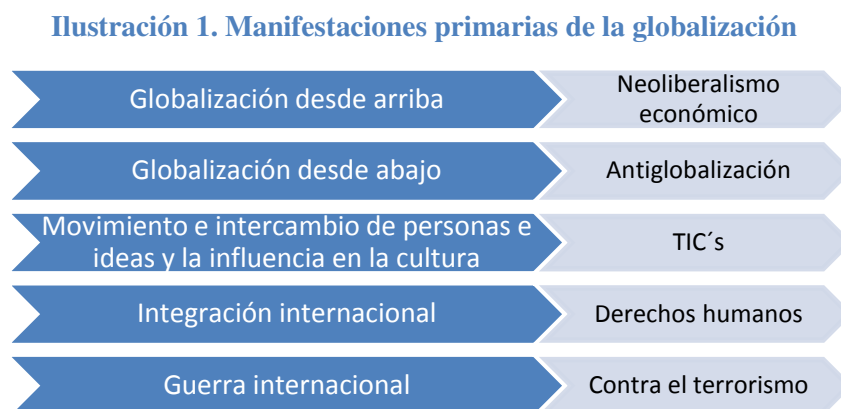 Ilustración 1. Manifestaciones primarias de la globalización
Globalización desde arriba
Neoliberalismo
económico
Globalización desde abajo
Antiglobalización
Movimiento e intercambio de personas e
ideas y la influencia en la cultura
TIC´s
Integración internacional
Derechos humanos
Guerra internacional
Contra el terrorismo